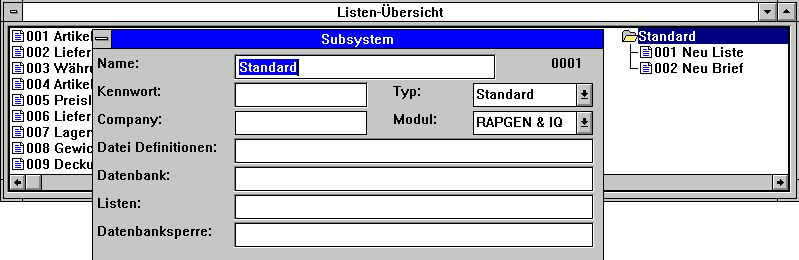 Listen-Übersicht
001 Artikel
002 Liefer
003 Währu
004 Artikel
005 Preisl
006 Liefer
007 Lager
008 Gewic
009 Decku
Subsystem
Name: Standard 0001
Kennwort: Typ: Standard
Company: Modul: RAPGEN & IQ
Datei Definitionen:
Datenbank:
Listen:
Datenbanksperre:
Standard
001 Neu Liste
002 Neu Brief